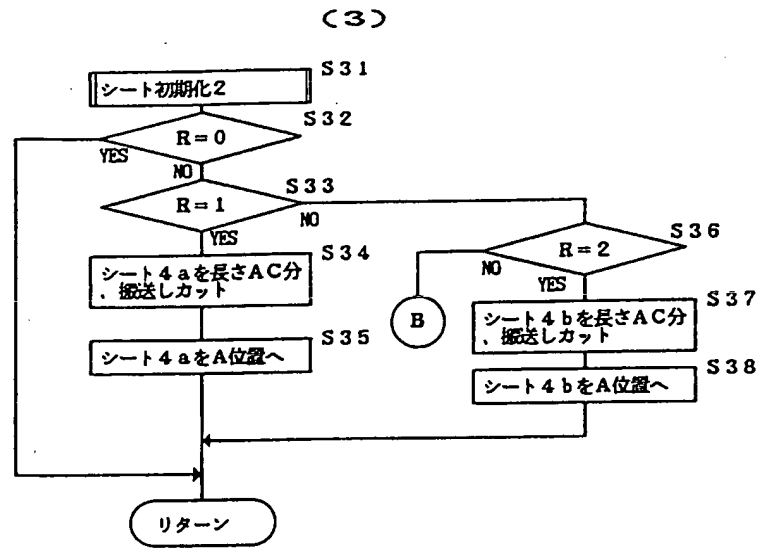 (3)
S31
シート初期化2
S32
R=0
YES
NO
S33
R=1
NO
YES
S34
シート4aを長さAC分
、搬送しカット
S35
シート4aをA位置へ
S36
R=2
NO
YES
B
S37
シート4bを長さAC分
、搬送しカット
S38
シート4bをA位置へ
リターン